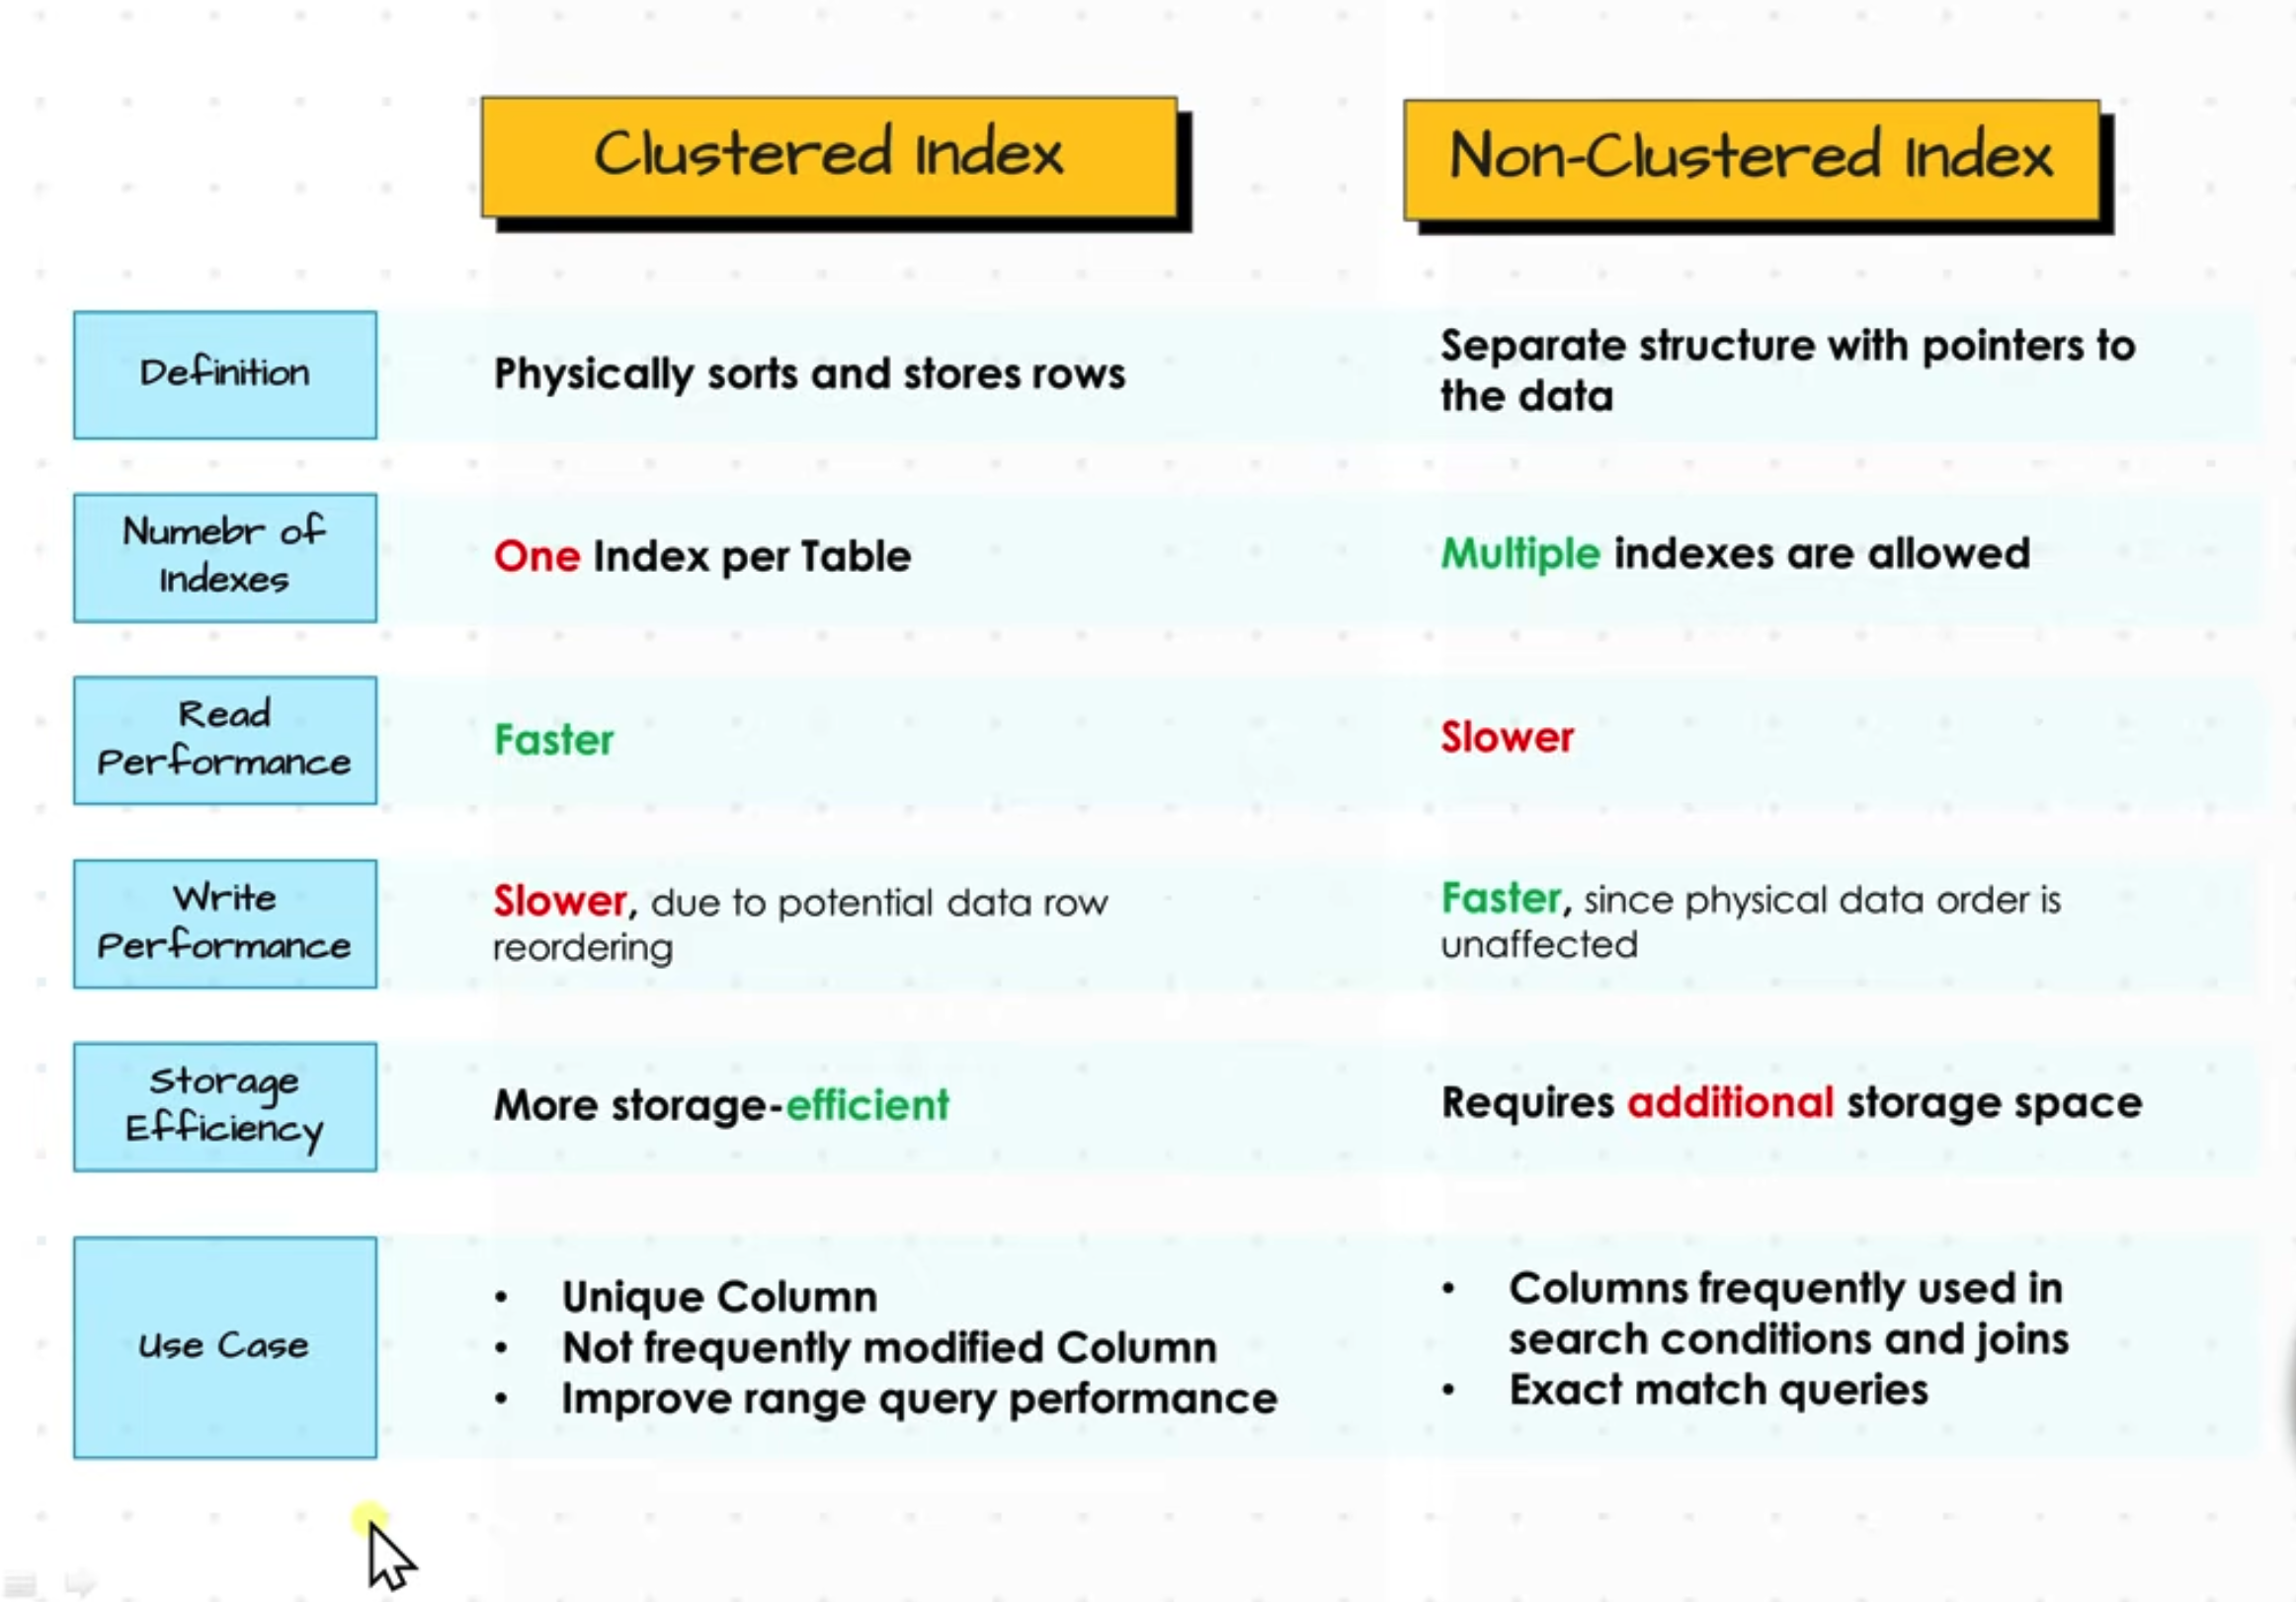 Clustered Index
Non-Clustered Index
Definition
Physically sorts and stores rows
Separate structure with pointers to
the data
Numebr of
Indexes
One Index per Table
Multiple indexes are allowed
Read
Performance
Faster
Slower
Write
Performance
Slower, due to potential data row
reordering
Faster, since physical data order is
unaffected
Storage
Efficiency
More storage-efficient
Requires additional storage space
Use Case
• Unique Column
• Not frequently modified Column
• Improve range query performance
• Columns frequently used in
search conditions and joins
• Exact match queries